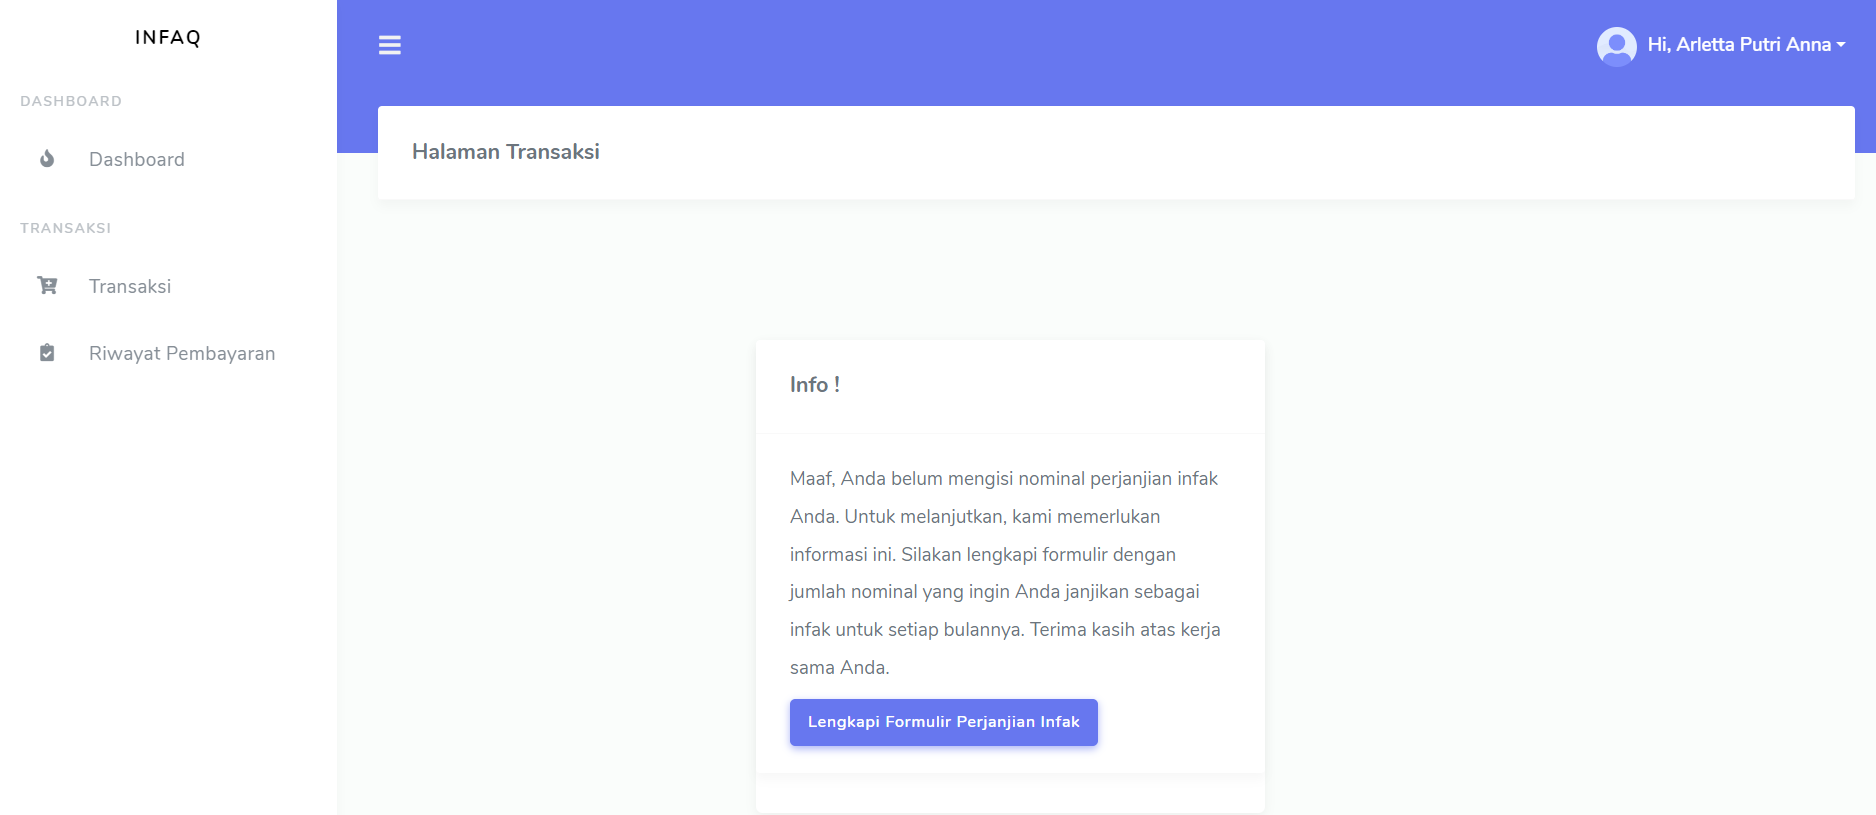 INFAQ
DASHBOARD
Dashboard
TRANSAKSI
Transaksi
Riwayat Pembayaran
Hi, Arletta Putri Anna
Halaman Transaksi
Info !
Maaf, Anda belum mengisi nominal perjanjian infak
Anda. Untuk melanjutkan, kami memerlukan
informasi ini. Silakan lengkapi formulir dengan
jumlah nominal yang ingin Anda janjikan sebagai
infak untuk setiap bulannya. Terima kasih atas kerja
sama Anda.
Lengkapi Formulir Perjanjian Infak